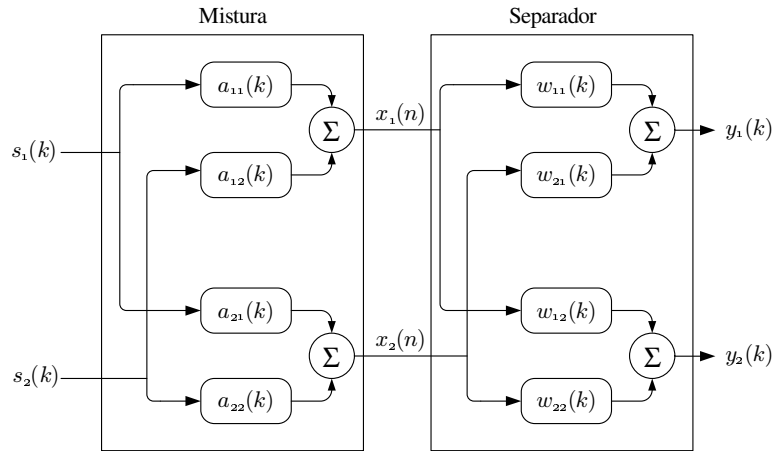 Mistura
Separador
a₁₁(k)
w₁₁(k)
x₁(n)
Σ
Σ
y₁(k)
s₁(k)
a₁₂(k)
w₂₁(k)
a₂₁(k)
w₁₂(k)
x₂(n)
Σ
Σ
y₂(k)
s₂(k)
a₂₂(k)
w₂₂(k)